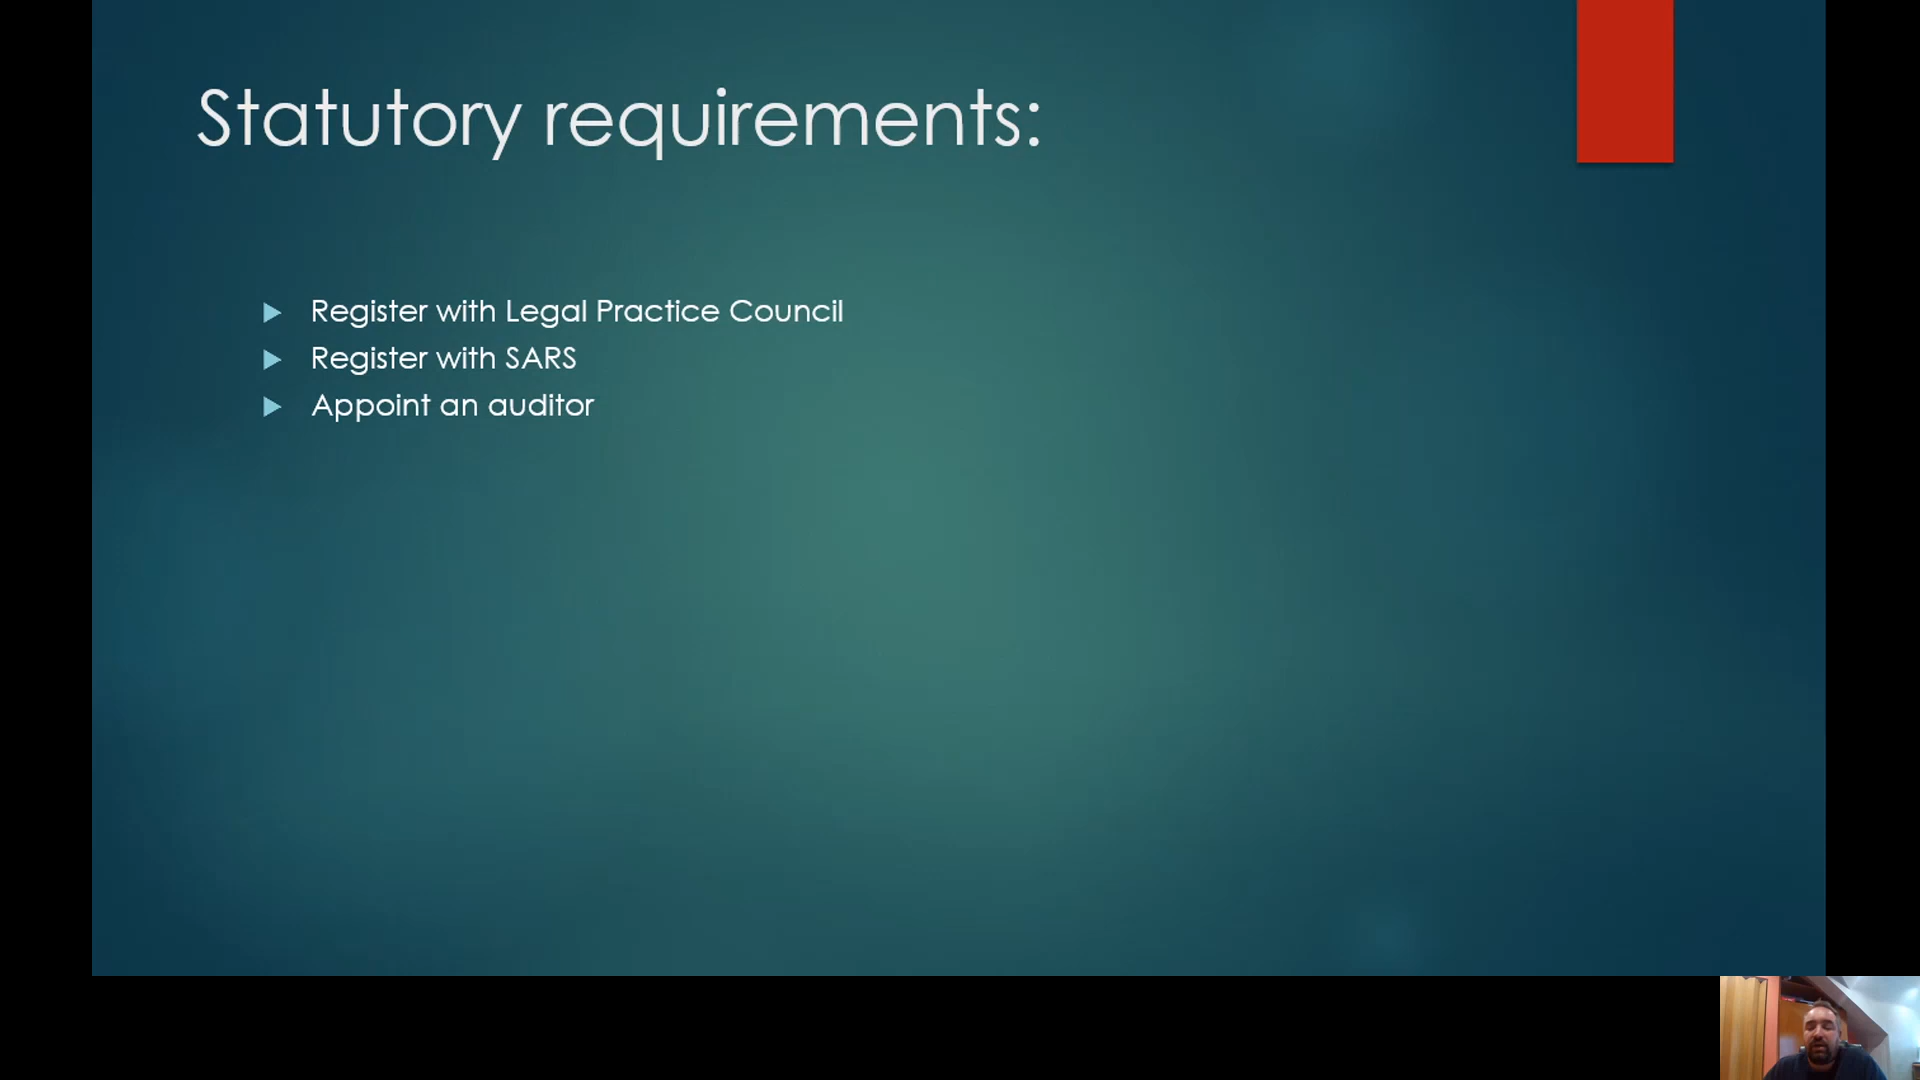 Statutory requirements:
Register with Legal Practice Council
Register with SARS
Appoint an auditor